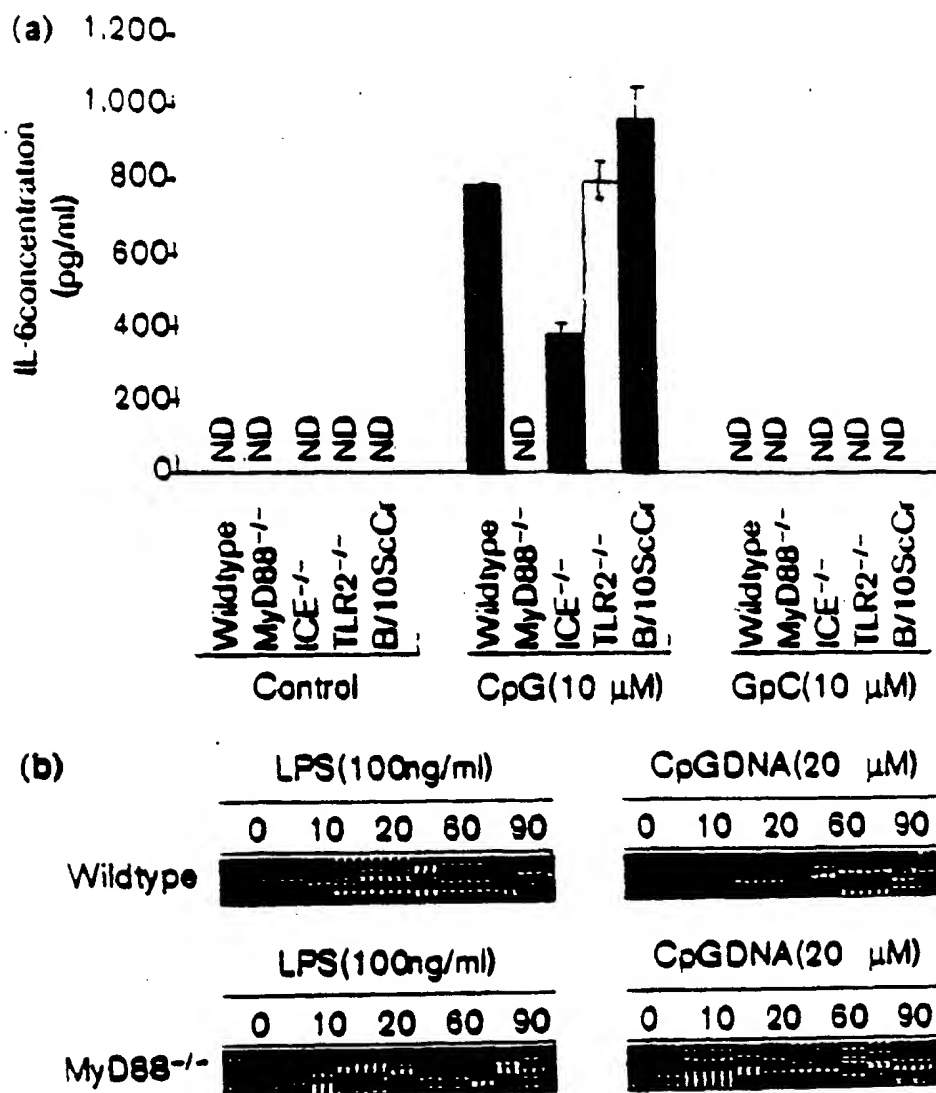 (a)
1.200
1.000
800
600
400
200
0
IL-6concentration
(pg/ml)
ND ND ND ND ND
ND
ND ND ND ND ND
Wildtype MyD88-/- ICE-/- TLR2-/- B/10ScCr
Wildtype MyD88-/- ICE-/- TLR2-/- B/10ScCr
Wildtype MyD88-/- ICE-/- TLR2-/- B/10ScCr
Control CpG(10 μM) GpC(10 μM)
(b)
LPS(100ng/ml) CpGDNA(20 μM)
0 10 20 60 90 0 10 20 60 90
Wildtype
LPS(100ng/ml) CpGDNA(20 μM)
0 10 20 60 90 0 10 20 60 90
MyD88-/-